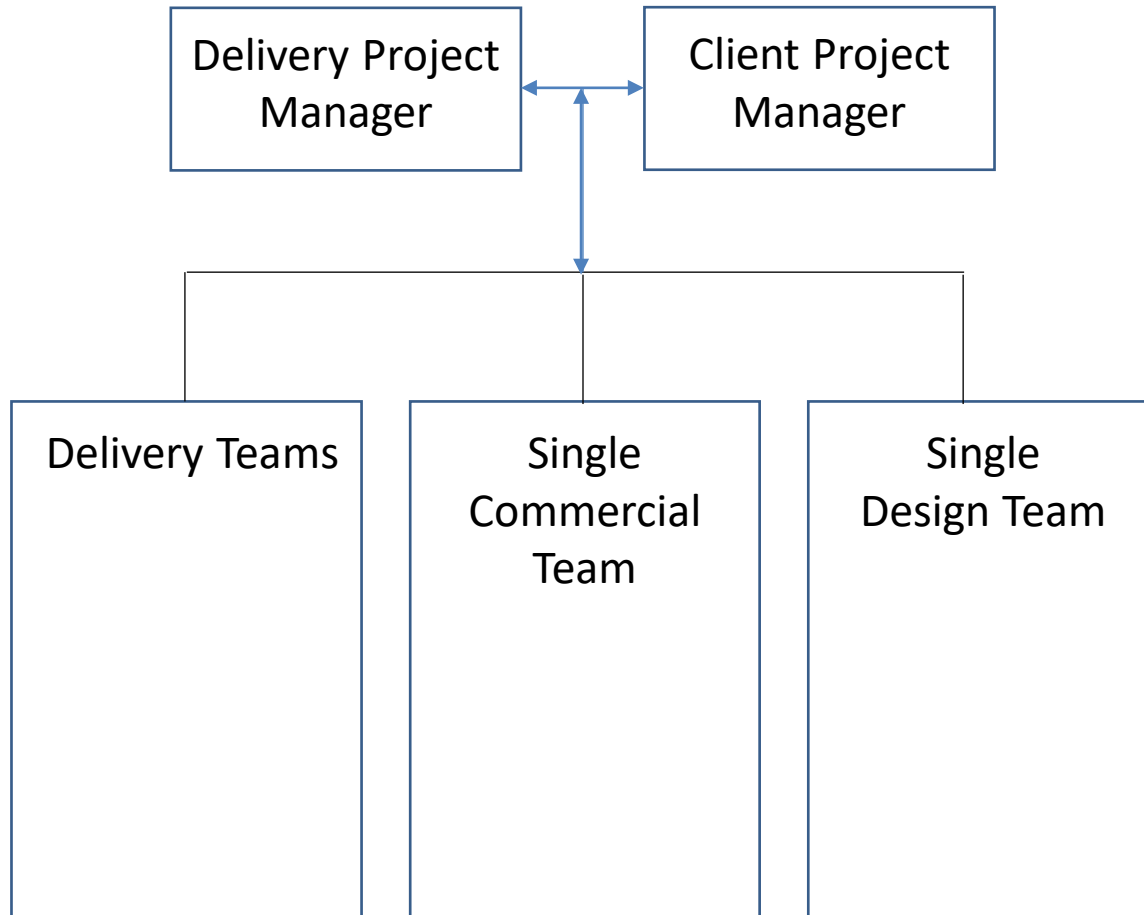 Delivery Project
Manager
Client Project
Manager
Delivery Teams
Single
Commercial
Team
Single
Design Team